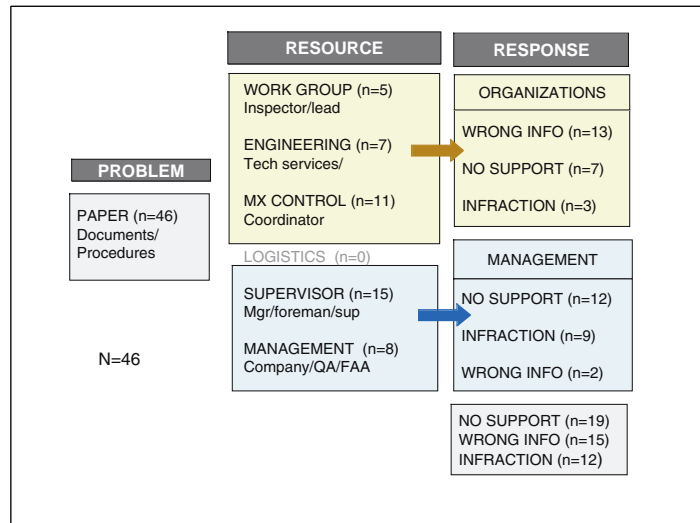 PROBLEM
PAPER (n=46)
Documents/
Procedures
N=46
RESOURCE
WORK GROUP (n=5)
Inspector/lead
ENGINEERING (n=7)
Tech services/
MX CONTROL (n=11)
Coordinator
LOGISTICS (n=0)
SUPERVISOR (n=15)
Mgr/foreman/sup
MANAGEMENT (n=8)
Company/QA/FAA
RESPONSE
ORGANIZATIONS
WRONG INFO (n=13)
NO SUPPORT (n=7)
INFRACTION (n=3)
MANAGEMENT
NO SUPPORT (n=12)
INFRACTION (n=9)
WRONG INFO (n=2)
NO SUPPORT (n=19)
WRONG INFO (n=15)
INFRACTION (n=12)